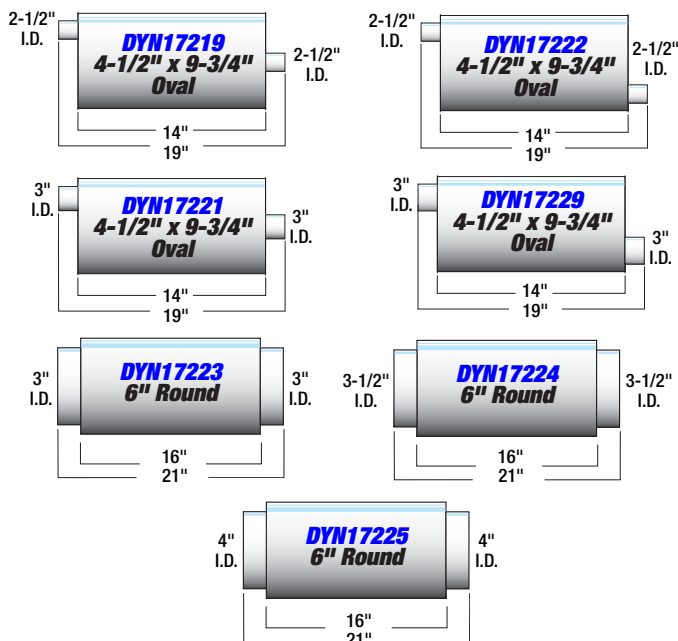 2-1/2"
I.D.
DYN17219
4-1/2" x 9-3/4"
Oval
2-1/2"
I.D.
14"
19"
2-1/2"
I.D.
DYN17222
4-1/2" x 9-3/4"
Oval
2-1/2"
I.D.
14"
19"
3"
I.D.
DYN17221
4-1/2" x 9-3/4"
Oval
3"
I.D.
14"
19"
3"
I.D.
DYN17229
4-1/2" x 9-3/4"
Oval
3"
I.D.
14"
19"
3"
I.D.
DYN17223
6" Round
3"
I.D.
16"
21"
3-1/2"
I.D.
DYN17224
6" Round
3-1/2"
I.D.
16"
21"
4"
I.D.
DYN17225
6" Round
4"
I.D.
16"
21"